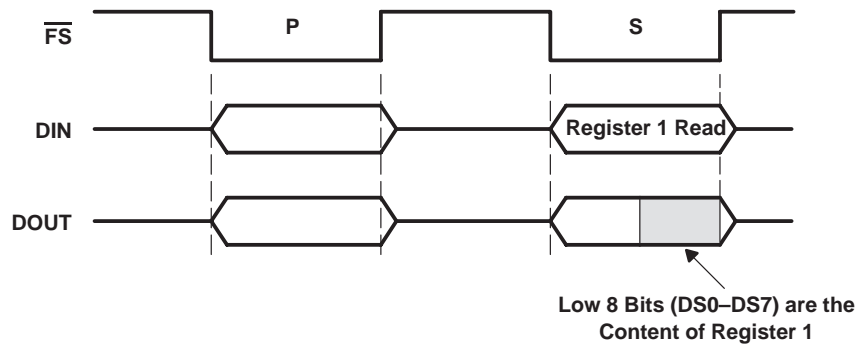 FS
P
S
DIN
Register 1 Read
DOUT
Low 8 Bits (DS0–DS7) are the
Content of Register 1